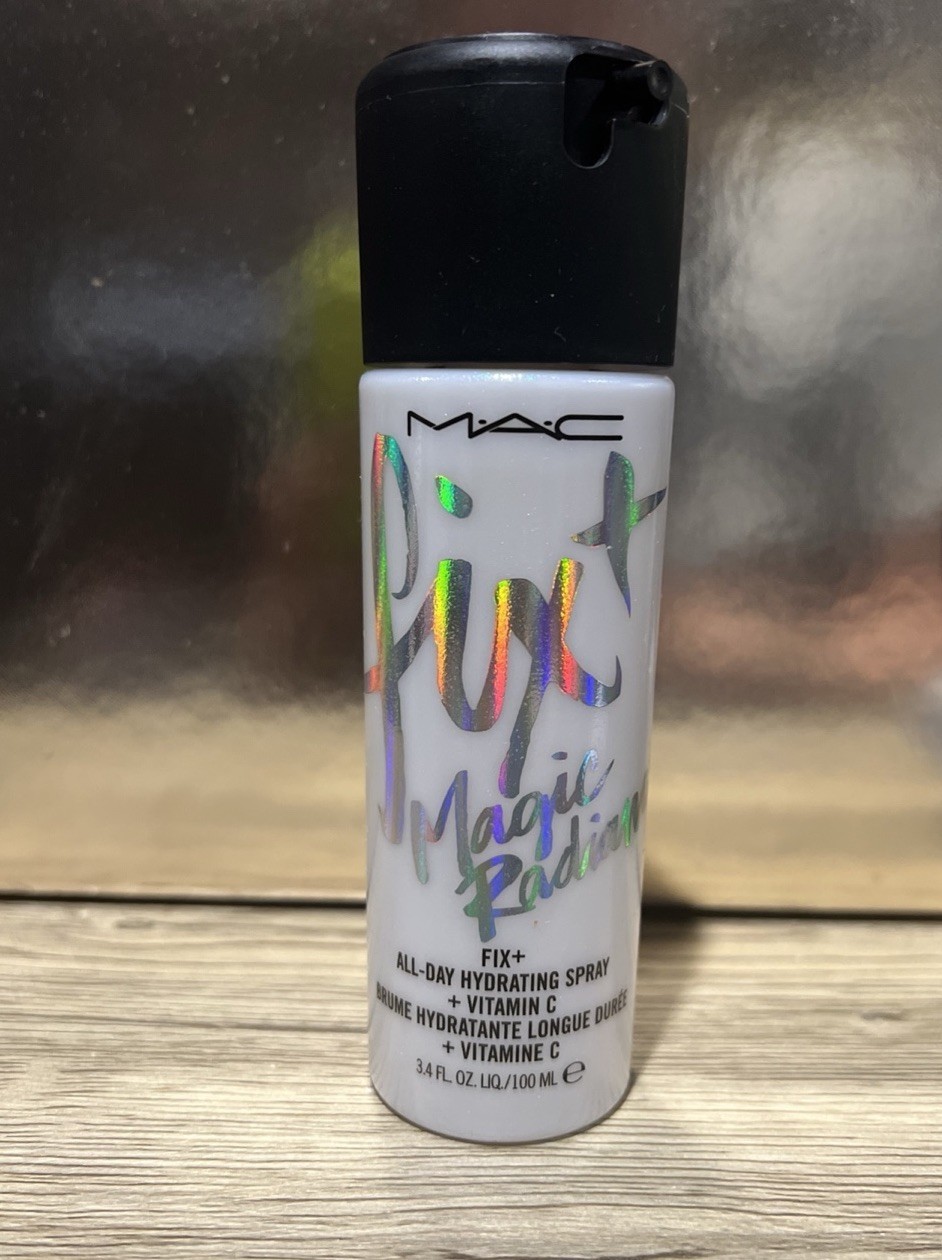 M·A·C
fix+
Magic
FIX+
ALL-DAY HYDRATING SPRAY
+ VITAMIN C
BRUME HYDRATANTE LONGUE DURÉE
+ VITAMINE C
3.4 FL. OZ. LIQ./100 ML ℮